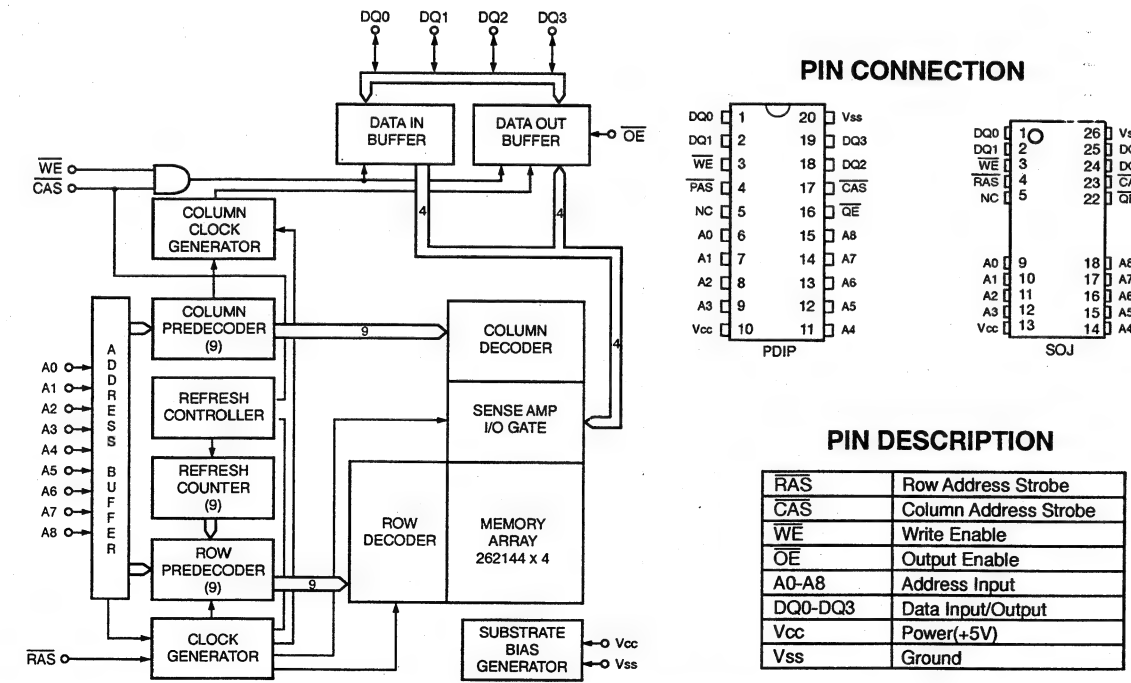 DQ0 DQ1 DQ2 DQ3
DATA IN
BUFFER
DATA OUT
BUFFER
OE
WE
CAS
4
4
COLUMN
CLOCK
GENERATOR
COLUMN
PREDECODER
(9)
9
COLUMN
DECODER
4
ADDRESS BUFFER
A0
A1
A2
A3
A4
A5
A6
A7
A8
REFRESH
CONTROLLER
SENSE AMP
I/O GATE
REFRESH
COUNTER
(9)
ROW
DECODER
MEMORY
ARRAY
262144 x 4
ROW
PREDECODER
(9)
9
RAS
CLOCK
GENERATOR
SUBSTRATE
BIAS
GENERATOR
Vcc
Vss
PIN CONNECTION
DQ0 1 20 Vss
DQ1 2 19 DQ3
WE 3 18 DQ2
PAS 4 17 CAS
NC 5 16 QE
A0 6 15 A8
A1 7 14 A7
A2 8 13 A6
A3 9 12 A5
Vcc 10 11 A4
PDIP
DQ0 1 26
DQ1 2 25
WE 3 24
RAS 4 23
NC 5 22
A0 9 18
A1 10 17 A7
A2 11 16
A3 12 15
Vcc 13 14 A4
SOJ
PIN DESCRIPTION
RAS Row Address Strobe
CAS Column Address Strobe
WE Write Enable
OE Output Enable
A0-A8 Address Input
DQ0-DQ3 Data Input/Output
Vcc Power(+5V)
Vss Ground